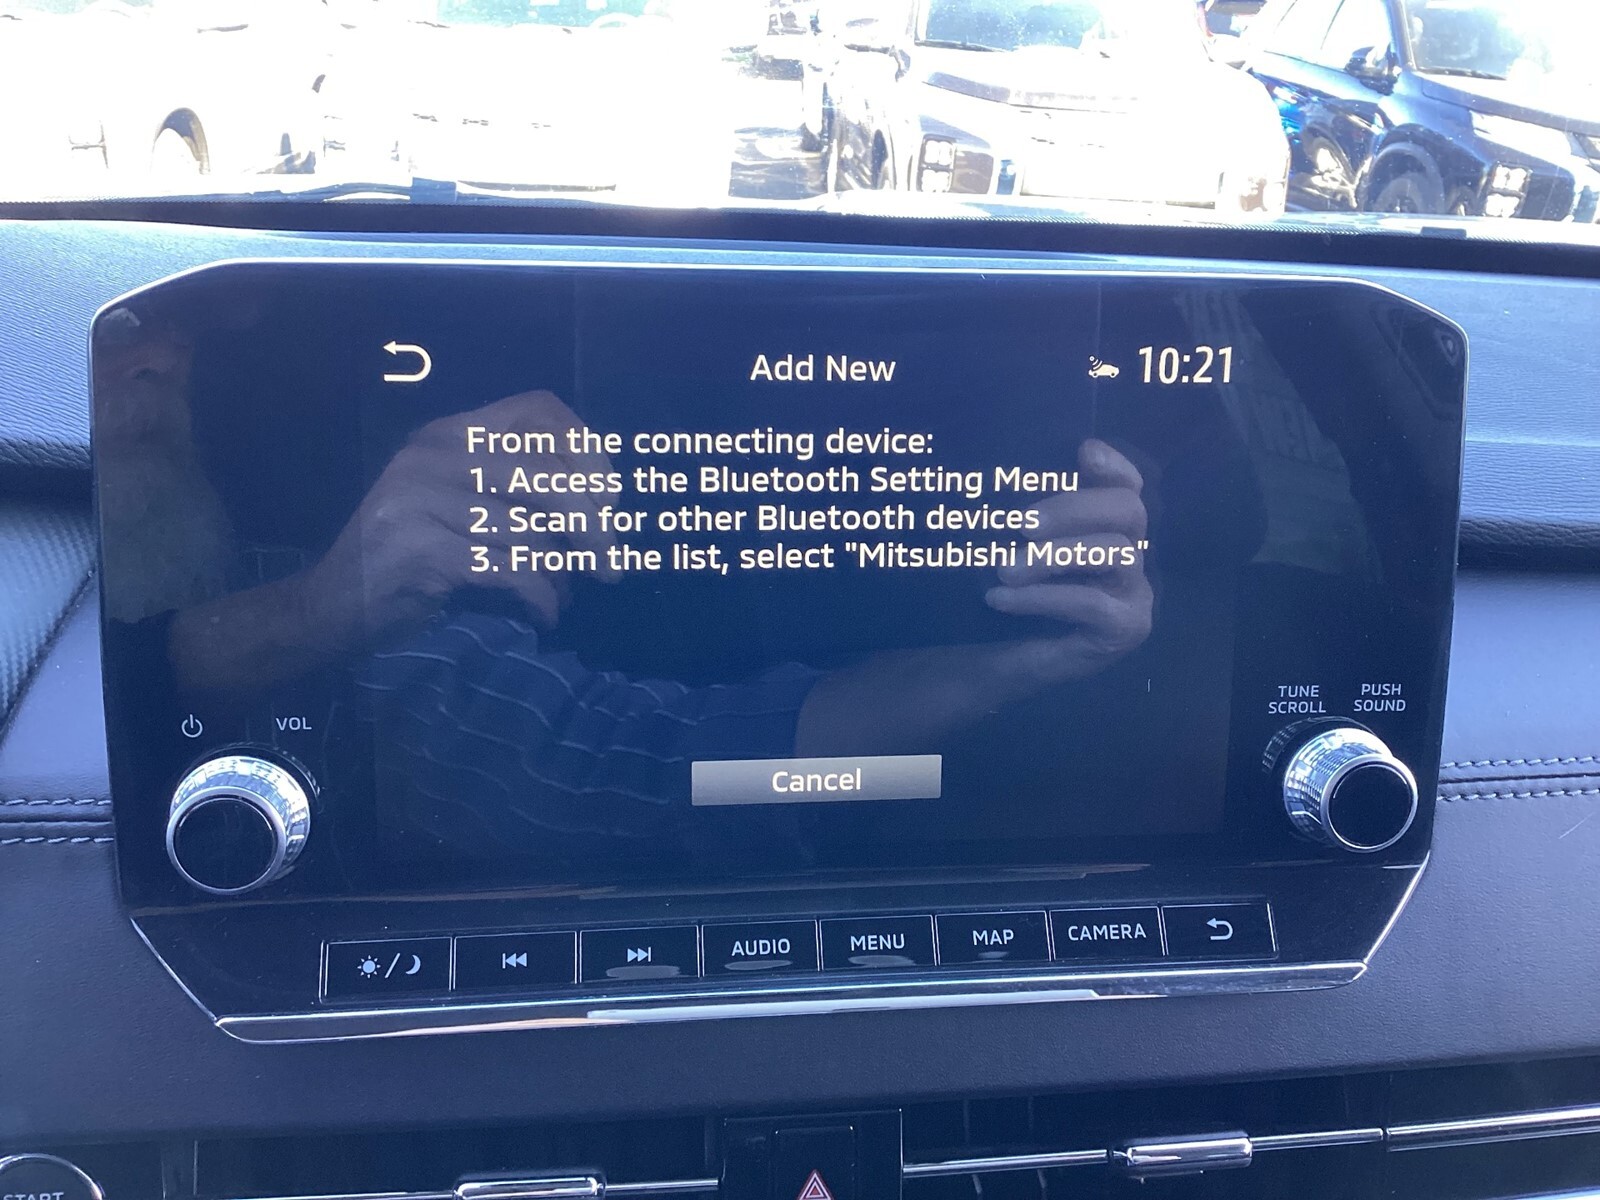 Add New
10:21
From the connecting device:
1. Access the Bluetooth Setting Menu
2. Scan for other Bluetooth devices
3. From the list, select "Mitsubishi Motors"
VOL
TUNE
SCROLL
PUSH
SOUND
Cancel
AUDIO
MENU
MAP
CAMERA
START